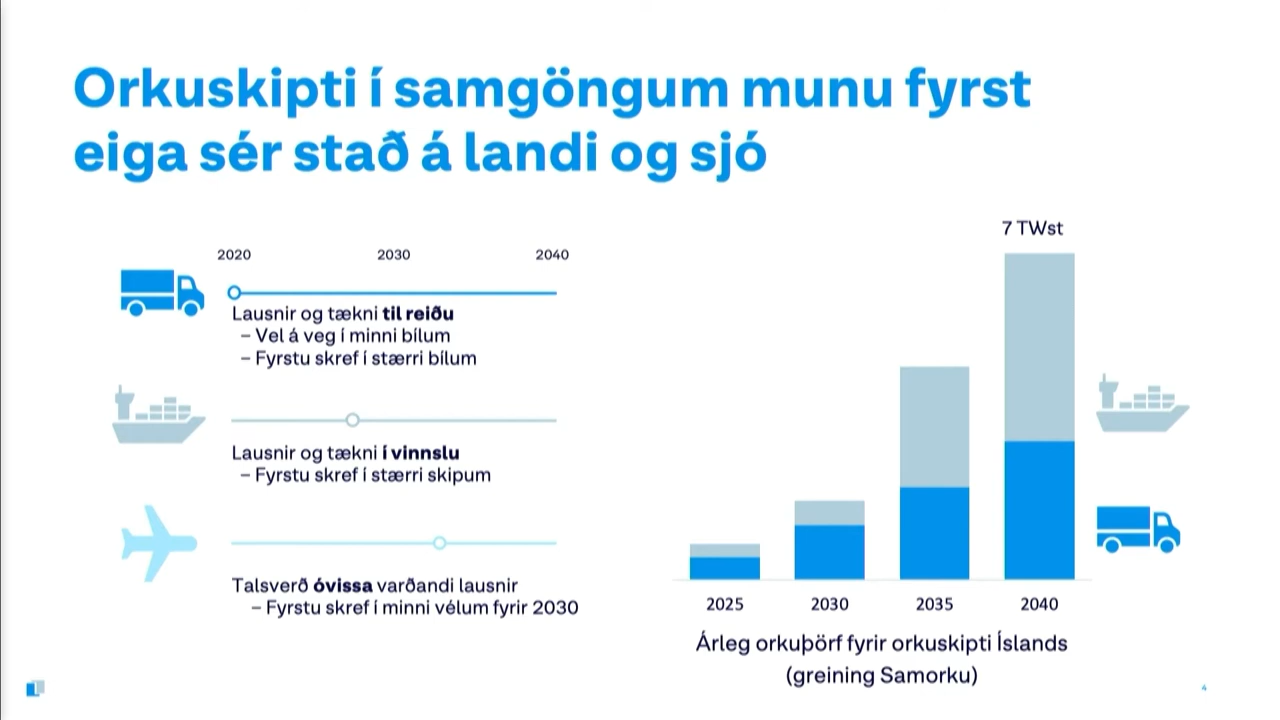 Orkuskipti í samgöngum munu fyrst
eiga sér stað á landi og sjó
2020 2030 2040
Lausnir og tækni til reiðu
– Vel á veg í minni bílum
– Fyrstu skref í stærri bílum
Lausnir og tækni í vinnslu
– Fyrstu skref í stærri skipum
Talsverð óvissa varðandi lausnir
– Fyrstu skref í minni vélum fyrir 2030
7 TWst
2025 2030 2035 2040
Árleg orkuþörf fyrir orkuskipti Íslands
(greining Samorku)
4